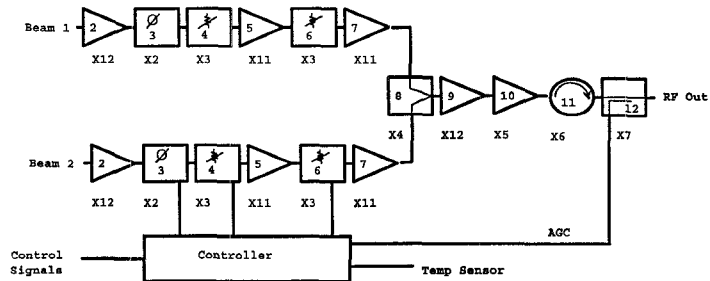 Beam 1
2
Ø
3
4
5
6
7
X12
X2
X3
X11
X3
X11
8
9
10
11
12
RF Out
X4
X12
X5
X6
X7
Beam 2
2
Ø
3
4
5
6
7
X12
X2
X3
X11
X3
X11
AGC
Control
Signals
Controller
Temp Sensor